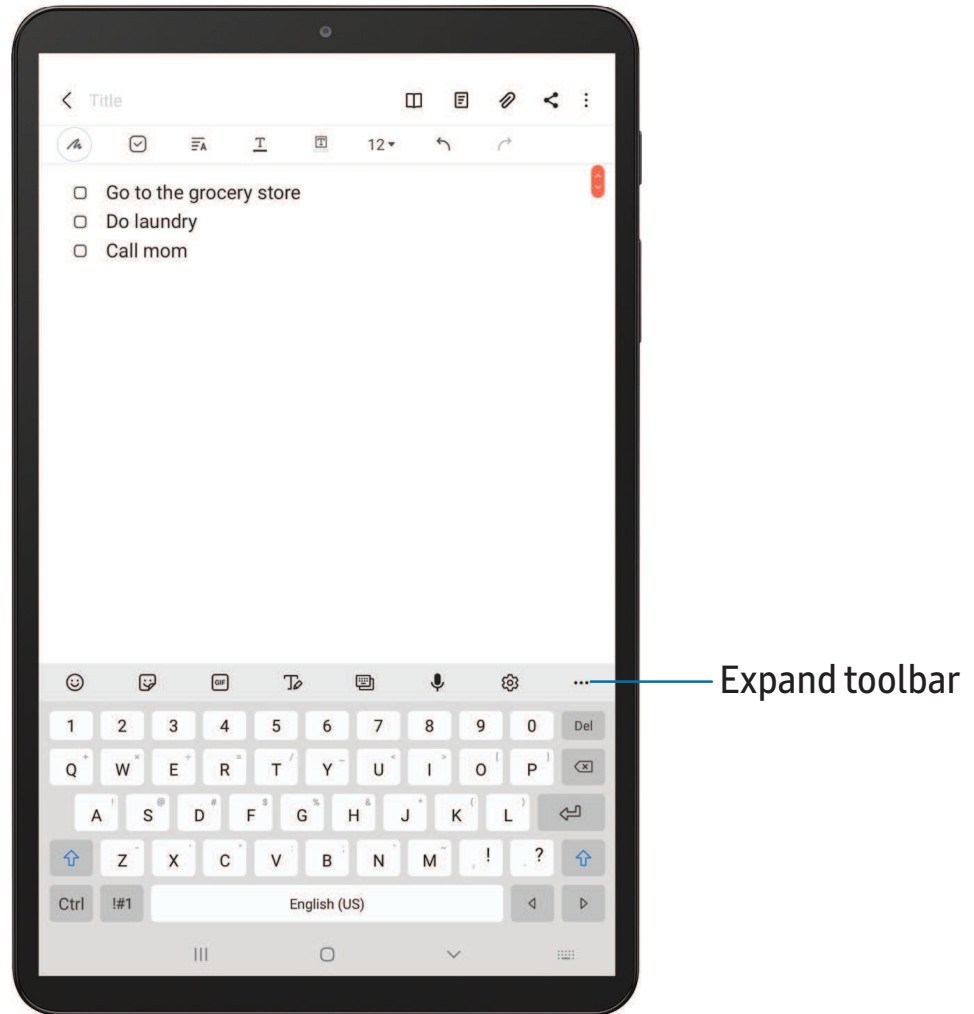 Title
T T 12
Go to the grocery store
Do laundry
Call mom
GIF T
Expand toolbar
1 2 3 4 5 6 7 8 9 0 Del
Q + W × E ÷ R = T / Y _ U < I > O [ P ]
A ! S @ D # F $ G % H & J * K ( L )
Z - X ' C " V : B ; N ' M ~ , ! . ?
Ctrl !#1 English (US)